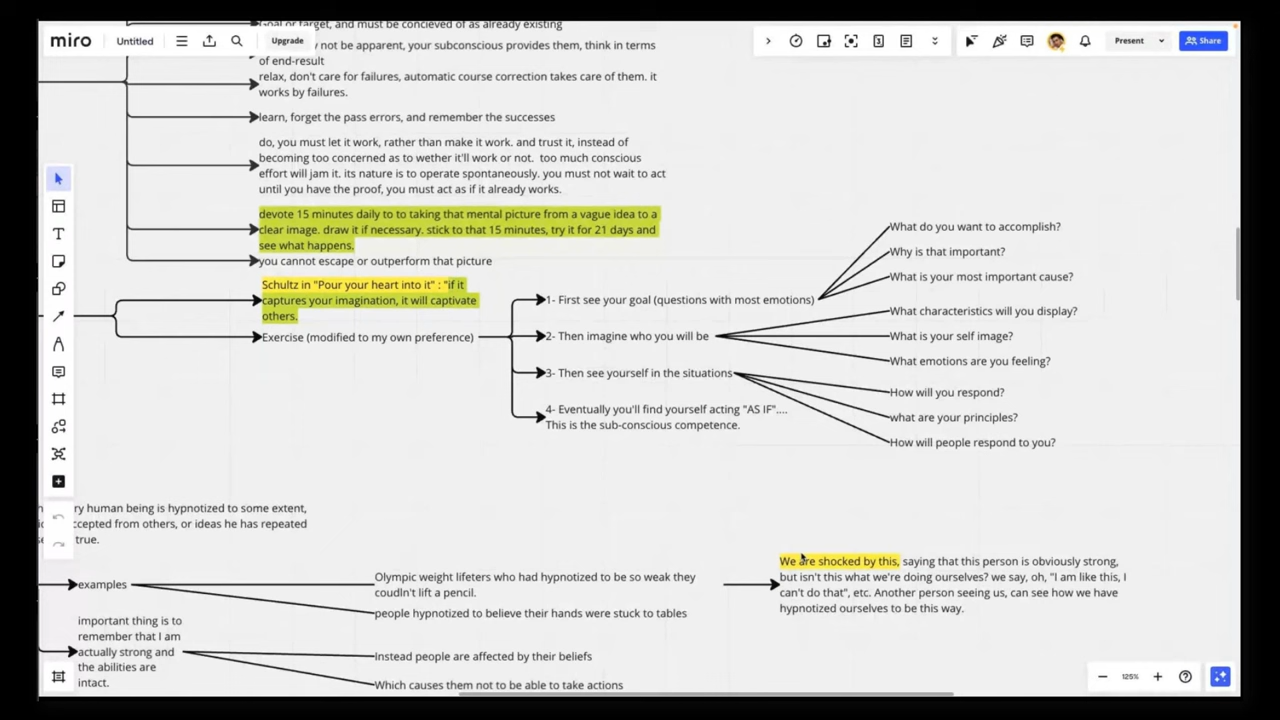 Goal or target, and must be concieved of as already existing
miro
Untitled
Upgrade
Present
Share
not be apparent, your subconscious provides them, think in terms
of end-result
relax, don't care for failures, automatic course correction takes care of them. it
works by failures.
learn, forget the pass errors, and remember the successes
do, you must let it work, rather than make it work. and trust it, instead of
becoming too concerned as to wether it'll work or not. too much conscious
effort will jam it. its nature is to operate spontaneously. you must not wait to act
until you have the proof, you must act as if it already works.
devote 15 minutes daily to to taking that mental picture from a vague idea to a
clear image. draw it if necessary. stick to that 15 minutes, try it for 21 days and
see what happens.
you cannot escape or outperform that picture
Schultz in "Pour your heart into it" : "if it
captures your imagination, it will captivate
others.
Exercise (modified to my own preference)
1- First see your goal (questions with most emotions)
2- Then imagine who you will be
3- Then see yourself in the situations
4- Eventually you'll find yourself acting "AS IF"....
This is the sub-conscious competence.
What do you want to accomplish?
Why is that important?
What is your most important cause?
What characteristics will you display?
What is your self image?
What emotions are you feeling?
How will you respond?
what are your principles?
How will people respond to you?
human being is hypnotized to some extent,
ccepted from others, or ideas he has repeated
true.
examples
Olympic weight lifeters who had hypnotized to be so weak they
coudln't lift a pencil.
people hypnotized to believe their hands were stuck to tables
We are shocked by this, saying that this person is obviously strong,
but isn't this what we're doing ourselves? we say, oh, "I am like this, I
can't do that", etc. Another person seeing us, can see how we have
hypnotized ourselves to be this way.
important thing is to
remember that I am
actually strong and
the abilities are
intact.
Instead people are affected by their beliefs
Which causes them not to be able to take actions
125%